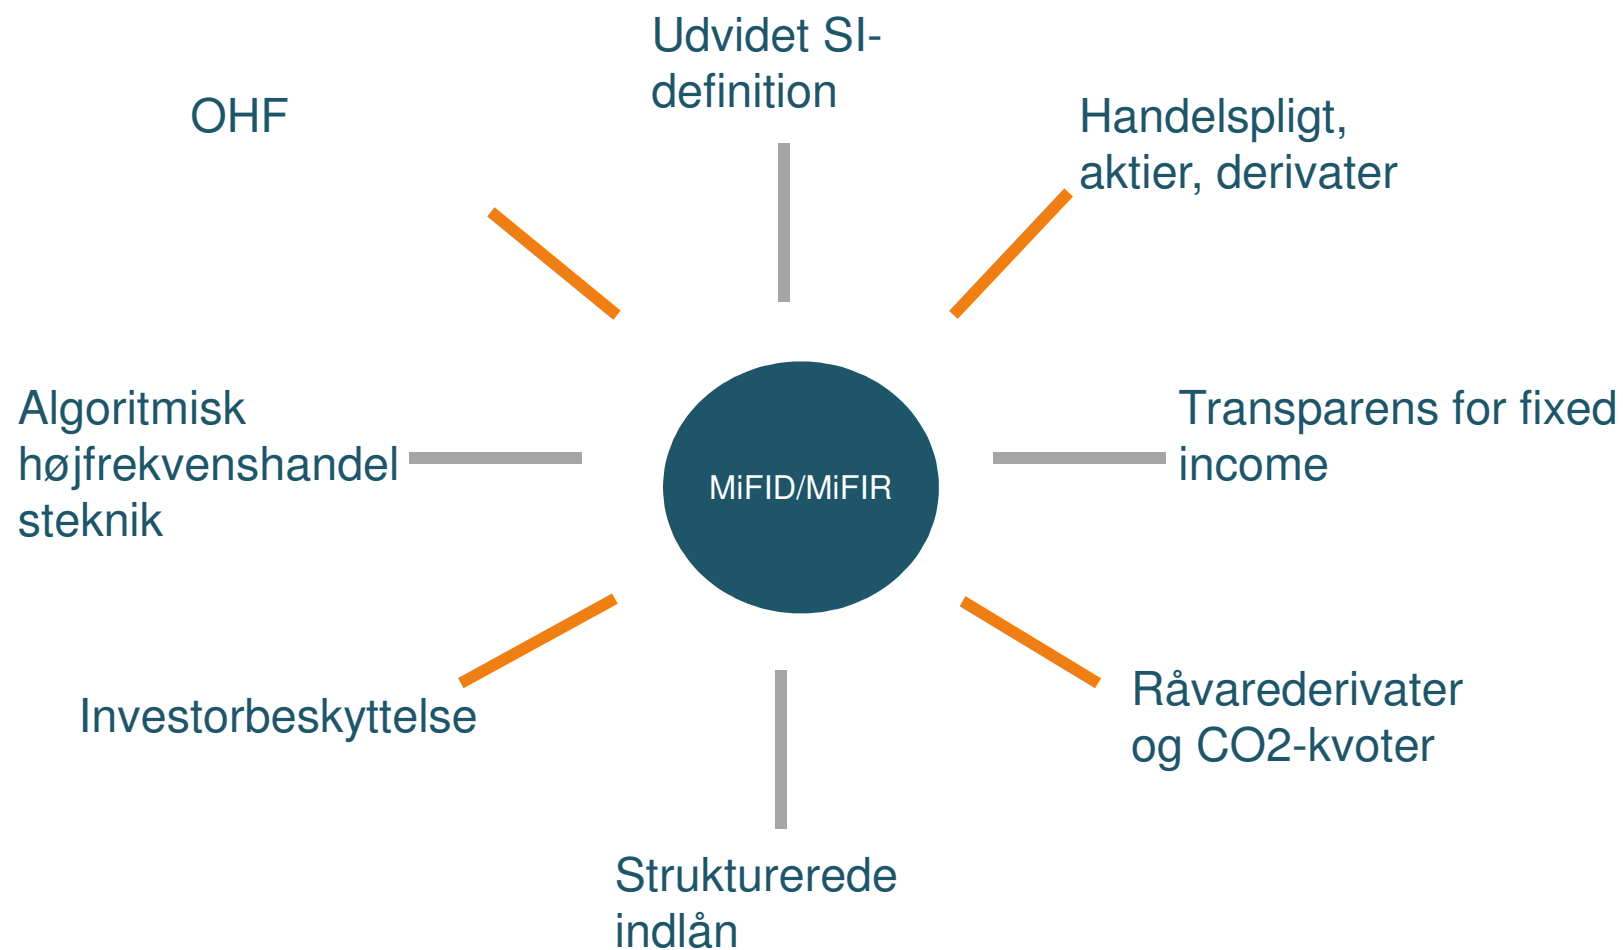 Udvidet SI-
definition
OHF
Handelspligt,
aktier, derivater
Algoritmisk
højfrekvenshandel
steknik
Transparens for fixed
income
MiFID/MiFIR
Investorbeskyttelse
Råvarederivater
og CO2-kvoter
Strukturerede
indlån